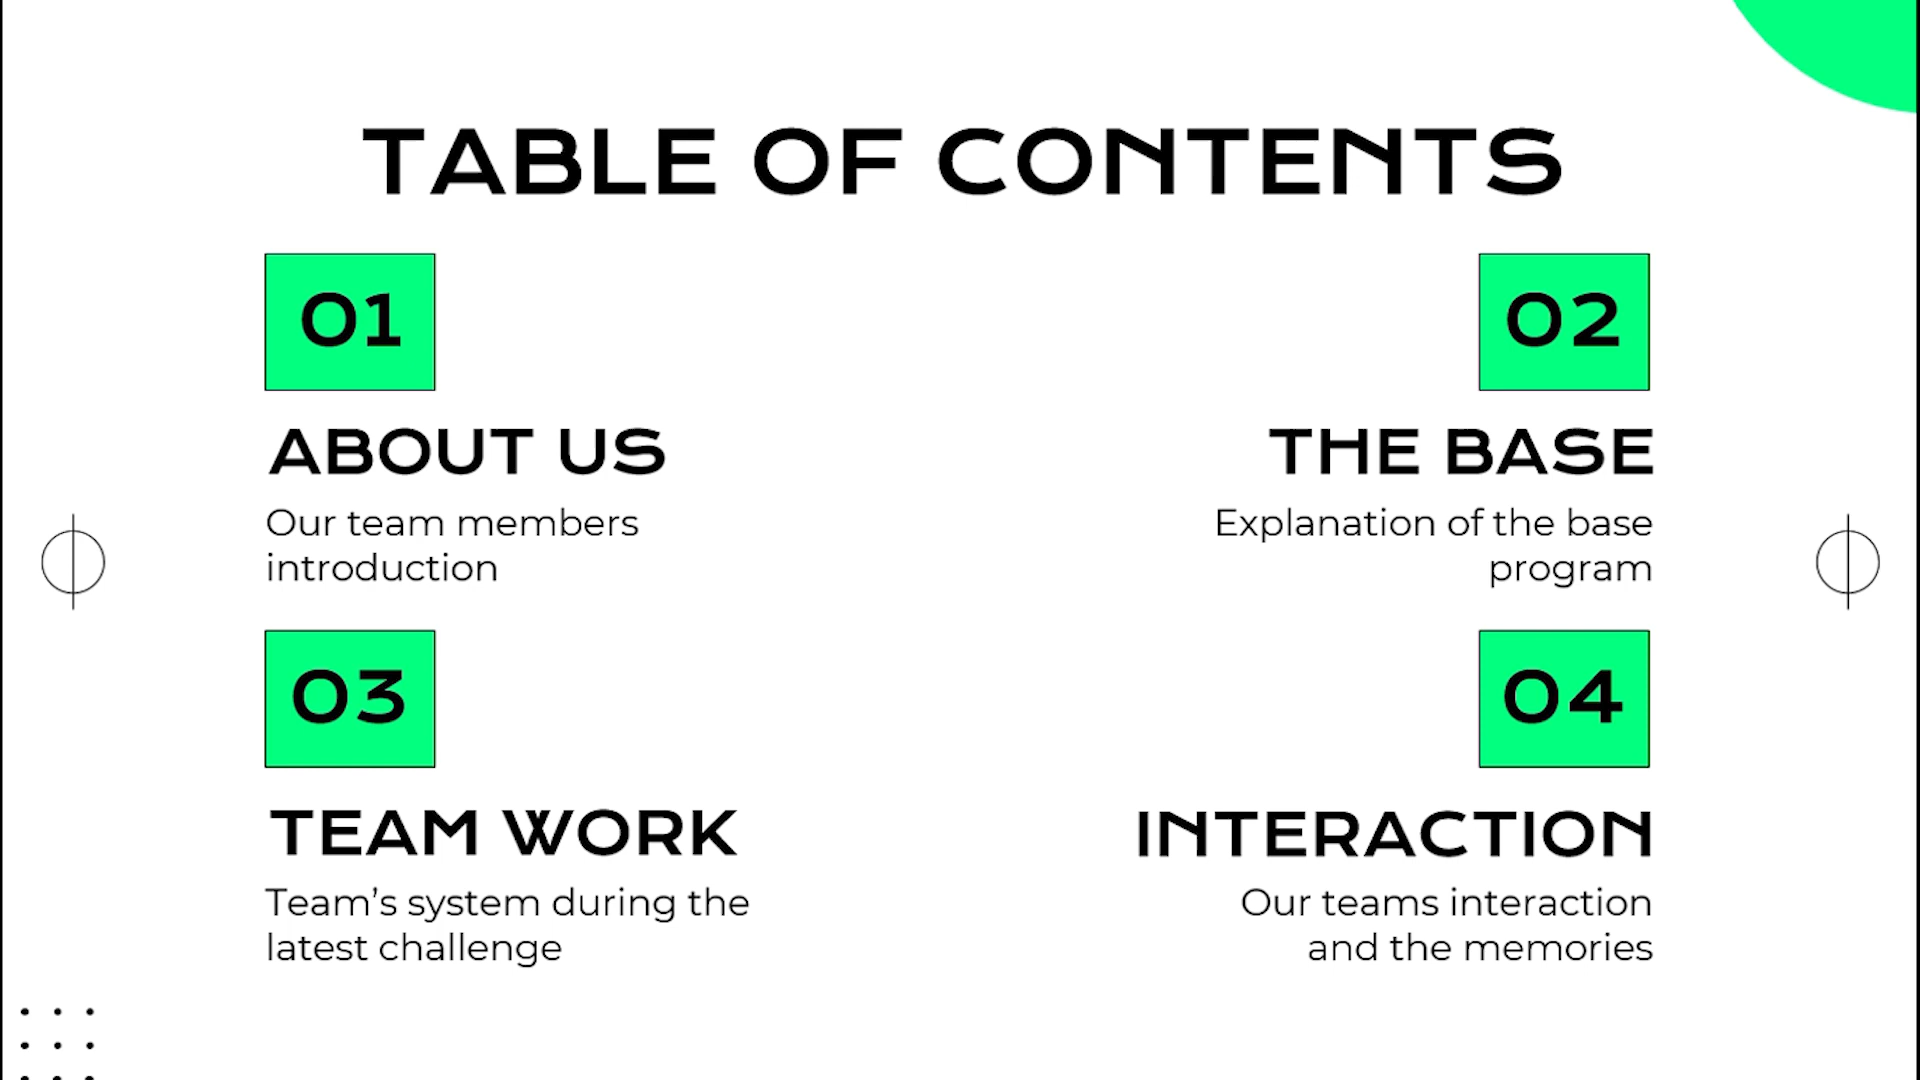 TABLE OF CONTENTS
01
ABOUT US
Our team members
introduction
02
THE BASE
Explanation of the base
program
03
TEAM WORK
Team’s system during the
latest challenge
04
INTERACTION
Our teams interaction
and the memories